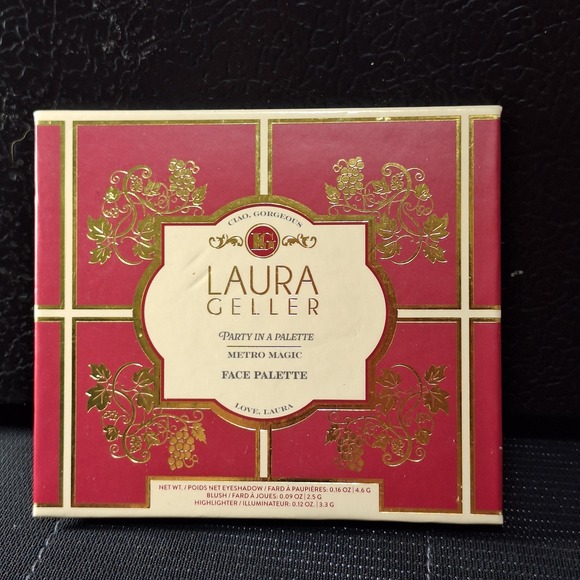 CIAO, GORGEOUS
LG
LAURA
GELLER
PARTY IN A PALETTE
METRO MAGIC
FACE PALETTE
LOVE, LAURA
NET WT. / POIDS NET EYESHADOW / FARD À PAUPIÈRES: 0.16 OZ | 4.6 G
BLUSH / FARD À JOUES: 0.09 OZ | 2.5 G
HIGHLIGHTER / ILLUMINATEUR: 0.12 OZ. | 3.3 G